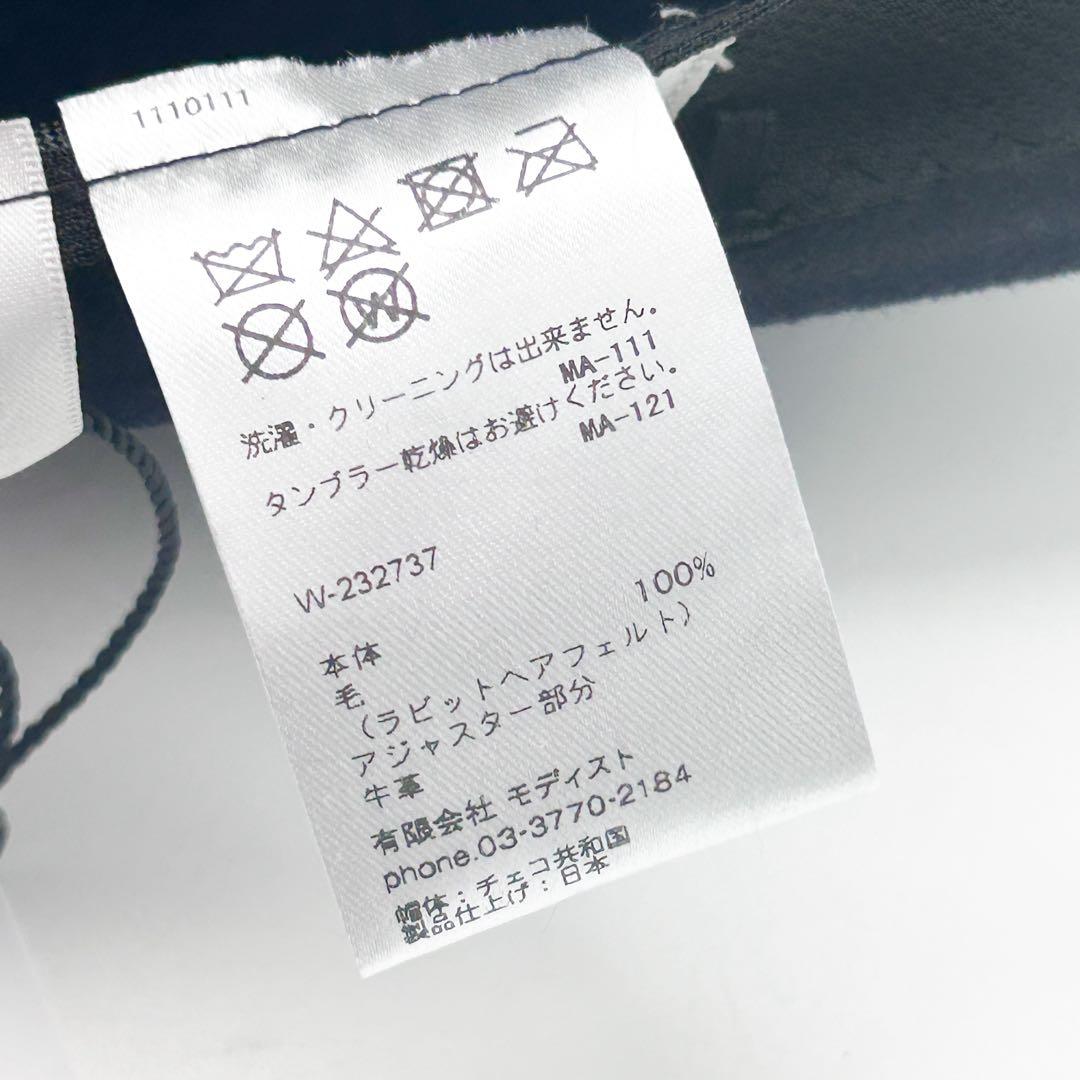 1110111
W
洗濯・クリーニングは出来ません。
MA-111
タンブラー乾燥はお避けください。
MA-121
W-232737
本体
毛 100%
（ラビットヘアフェルト）
アジャスター部分
牛革
有限会社 モディスト
phone.03-3770-2184
帽体：チェコ共和国
製品仕上げ：日本